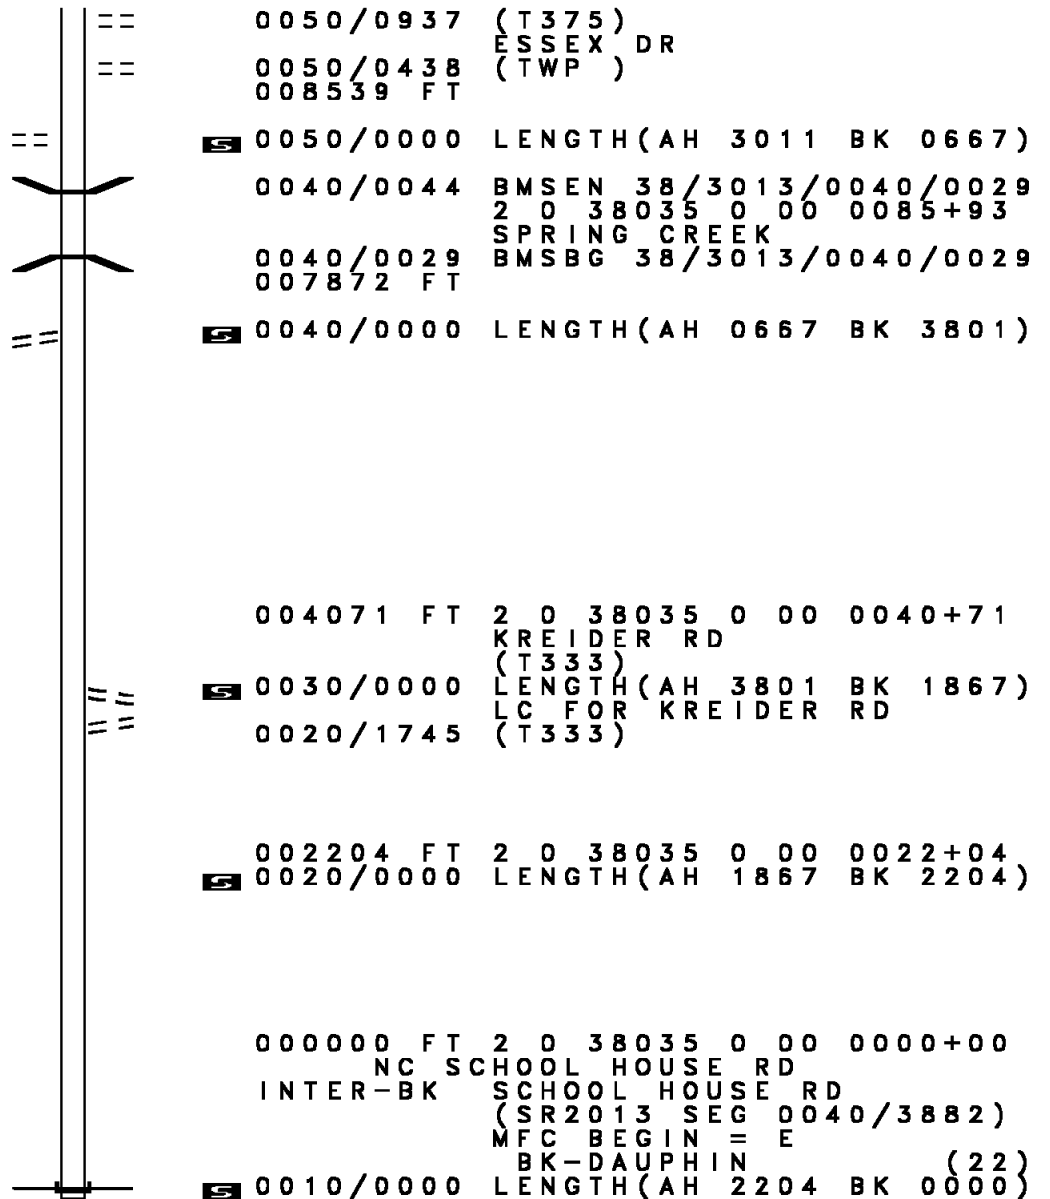 0050/0937 (T375)
ESSEX DR
0050/0438 (TWP )
008539 FT
S 0050/0000 LENGTH(AH 3011 BK 0667)
0040/0044 BMSEN 38/3013/0040/0029
2 0 38035 0 00 0085+93
SPRING CREEK
0040/0029 BMSBG 38/3013/0040/0029
007872 FT
S 0040/0000 LENGTH(AH 0667 BK 3801)
004071 FT 2 0 38035 0 00 0040+71
KREIDER RD
(T333)
S 0030/0000 LENGTH(AH 3801 BK 1867)
LC FOR KREIDER RD
0020/1745 (T333)
002204 FT 2 0 38035 0 00 0022+04
S 0020/0000 LENGTH(AH 1867 BK 2204)
000000 FT 2 0 38035 0 00 0000+00
NC SCHOOL HOUSE RD
INTER-BK SCHOOL HOUSE RD
(SR2013 SEG 0040/3882)
MFC BEGIN = E
BK-DAUPHIN (22)
S 0010/0000 LENGTH(AH 2204 BK 0000)